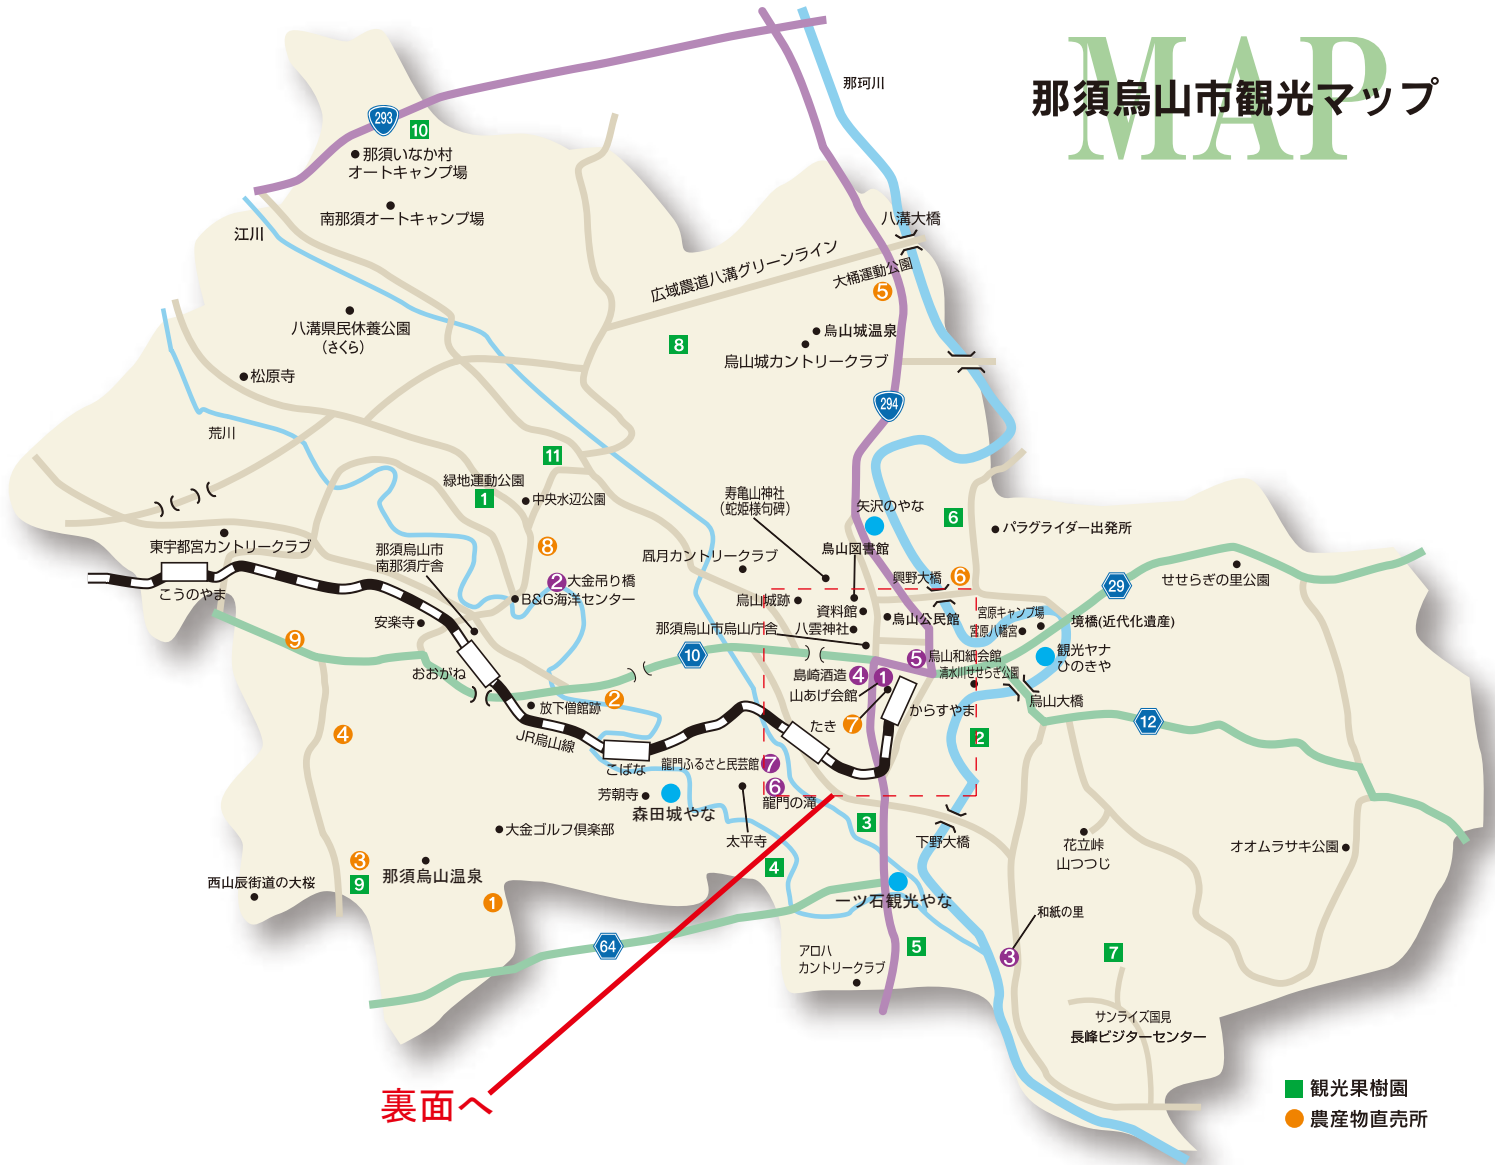 MAP
那須烏山市観光マップ
那珂川
293
10
那須いなか村
オートキャンプ場
南那須オートキャンプ場
江川
八溝大橋
広域農道八溝グリーンライン
大桶運動公園
5
八溝県民休養公園
(さくら)
烏山城温泉
8
烏山城カントリークラブ
松原寺
294
荒川
11
緑地運動公園
1
中央水辺公園
寿亀山神社
(蛇姫様句碑)
矢沢のやな
6
パラグライダー出発所
東宇都宮カントリークラブ
那須烏山市
南那須庁舎
8
凬月カントリークラブ
烏山図書館
興野大橋
6
せせらぎの里公園
29
こうのやま
2
大金吊り橋
B&G海洋センター
烏山城跡
資料館
烏山公民館
宮原キャンプ場
宮原八幡宮
境橋(近代化遺産)
安楽寺
那須烏山市烏山庁舎
八雲神社
9
10
5
烏山和紙会館
観光ヤナ
ひのきや
おおがね
島崎酒造
4
1
清水川せせらぎ公園
山あげ会館
烏山大橋
放下僧館跡
2
からすやま
12
4
JR烏山線
たき
7
2
こばな
龍門ふるさと民芸館
7
6
龍門の滝
芳朝寺
森田城やな
大金ゴルフ倶楽部
太平寺
3
下野大橋
花立峠
山つつじ
オオムラサキ公園
3
9
那須烏山温泉
4
西山辰街道の大桜
1
一ツ石観光やな
和紙の里
64
アロハ
カントリークラブ
5
3
7
サンライズ国見
長峰ビジターセンター
裏面へ
観光果樹園
農産物直売所